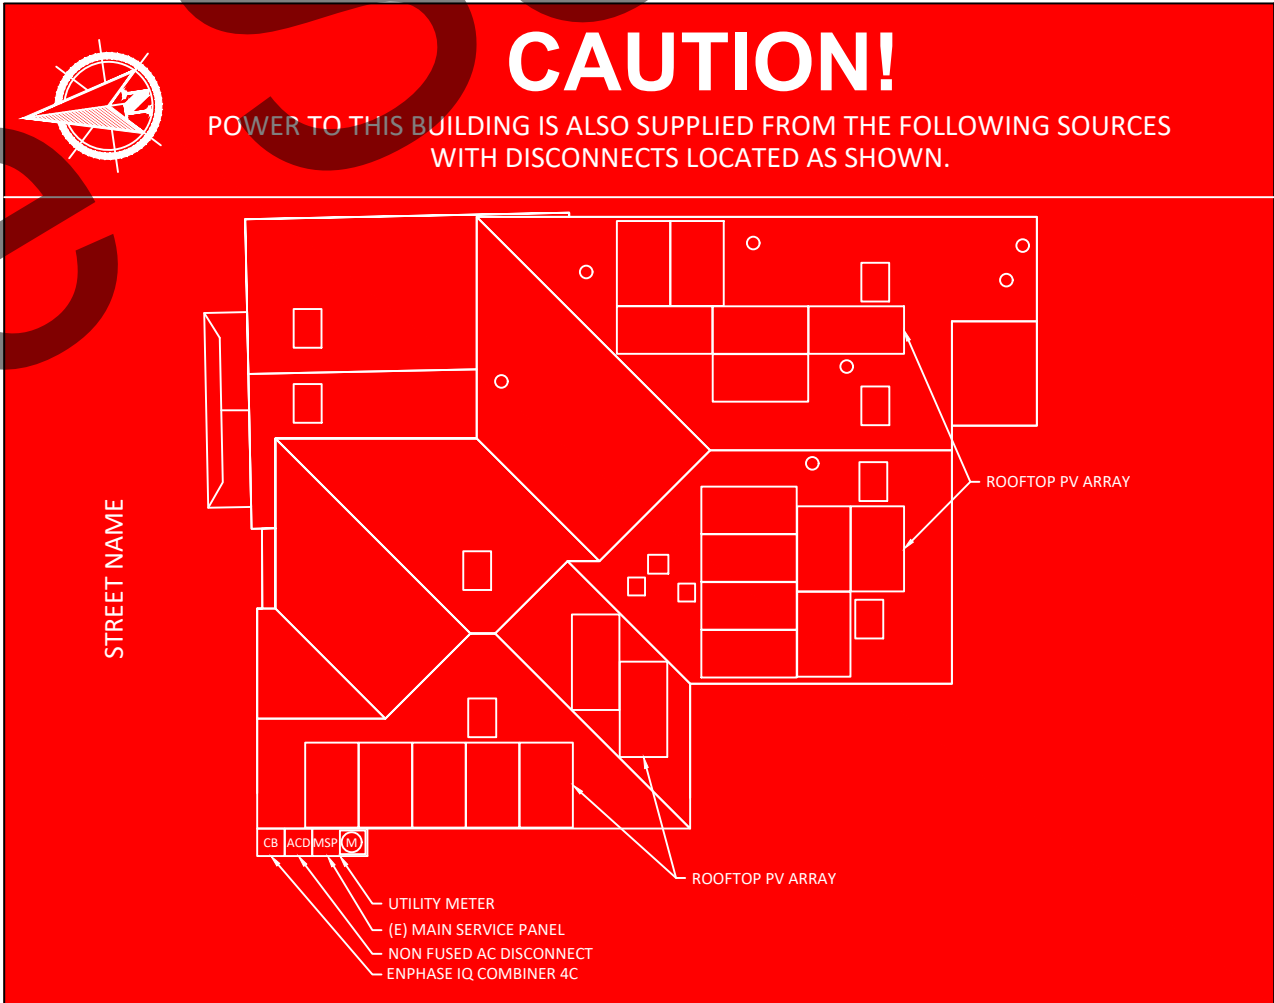 CAUTION!
N
POWER TO THIS BUILDING IS ALSO SUPPLIED FROM THE FOLLOWING SOURCES
WITH DISCONNECTS LOCATED AS SHOWN.
ROOFTOP PV ARRAY
STREET NAME
CB ACD MSP M
ROOFTOP PV ARRAY
UTILITY METER
(E) MAIN SERVICE PANEL
NON FUSED AC DISCONNECT
ENPHASE IQ COMBINER 4C